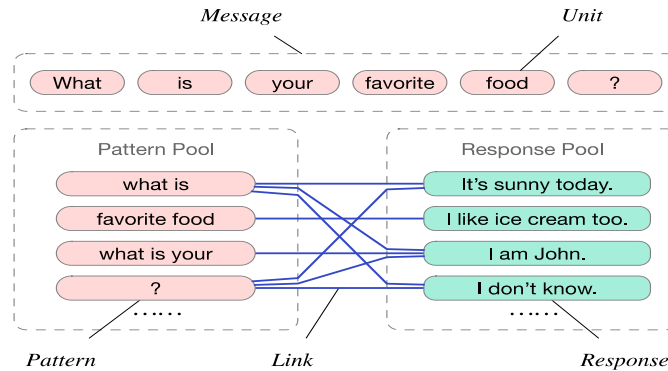 Message Unit
What is your favorite food ?
Pattern Pool
what is
favorite food
what is your
?
......
Response Pool
It's sunny today.
I like ice cream too.
I am John.
I don't know.
......
Pattern Link Response